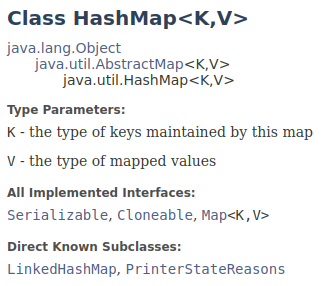 Class HashMap<K,V>
java.lang.Object
java.util.AbstractMap<K,V>
java.util.HashMap<K,V>
Type Parameters:
K - the type of keys maintained by this map
V - the type of mapped values
All Implemented Interfaces:
Serializable, Cloneable, Map<K,V>
Direct Known Subclasses:
LinkedHashMap, PrinterStateReasons